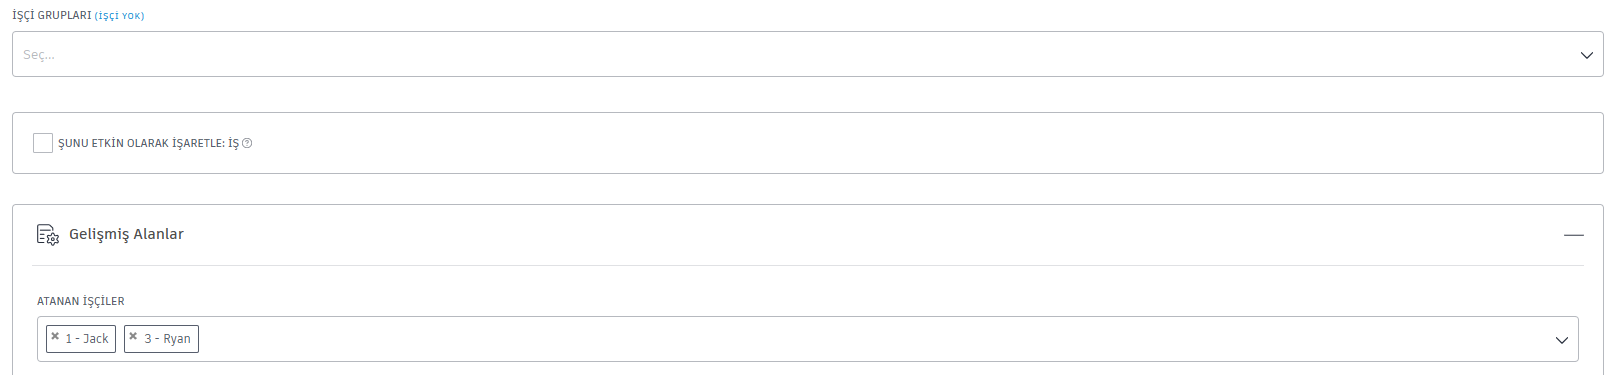 İŞÇİ GRUPLARI (İŞÇİ YOK)
Seç...
ŞUNU ETKİN OLARAK İŞARETLE: İŞ ?
Gelişmiş Alanlar
ATANAN İŞÇİLER
× 1 - Jack × 3 - Ryan